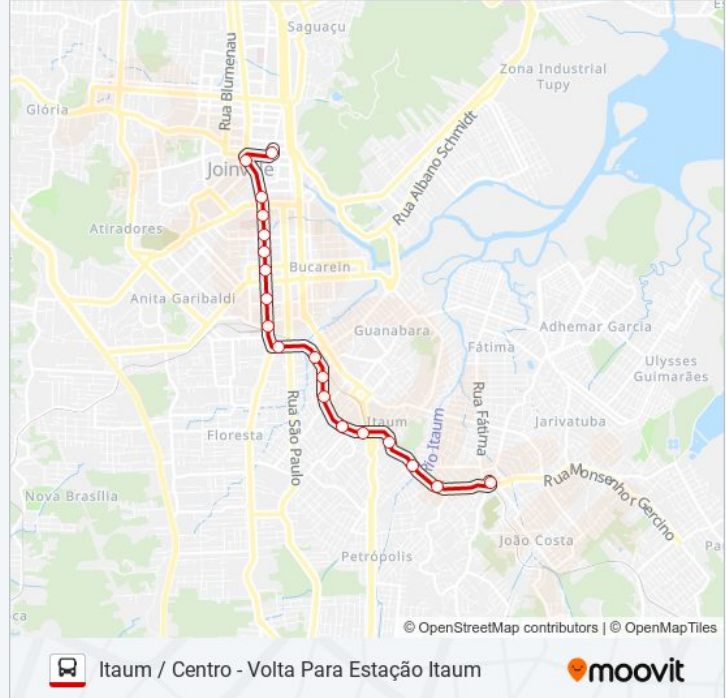 Saguaçu
Zona Industrial
Tupy
Glória
Rua Blumenau
Rua Albano Schmidt
Joinville
Atiradores
Bucarein
Anita Garibaldi
Guanabara
Adhemar Garcia
Fátima
Ulysses
Guimarães
Rua Fátima
Itaum
Jarivatuba
Rua São Paulo
Rio Itaum
Floresta
Rua Monsenhor Gercino
Nova Brasília
João Costa
Petrópolis
© OpenStreetMap contributors | © OpenMapTiles
Itaum / Centro - Volta Para Estação Itaum
moovit